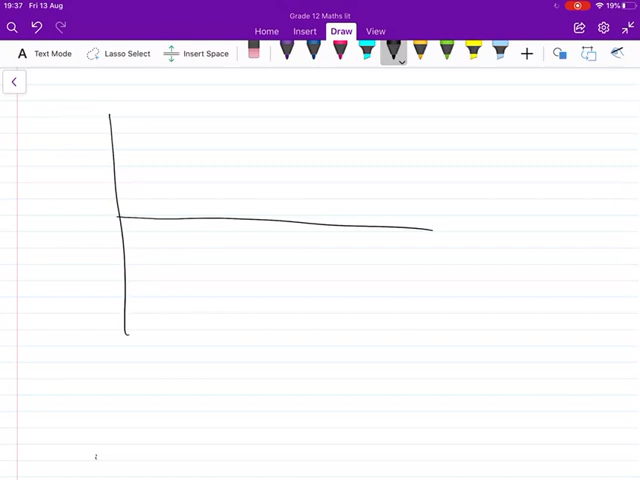 19:37 Fri 13 Aug 19%
Grade 12 Maths lit
Home Insert Draw View
A Text Mode Lasso Select Insert Space